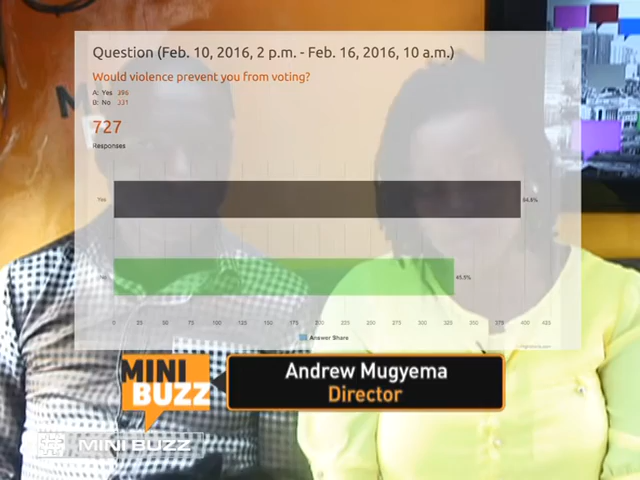 Question (Feb. 10, 2016, 2 p.m. - Feb. 16, 2016, 10 a.m.)
Would violence prevent you from voting?
A: Yes 396
B: No 331
727
Responses
Yes
54.5%
45.5%
0 25 50 75 100 125 150 175 200 225 250 275 300 325 350 375 400 425
Answer Share
MINI
BUZZ
Andrew Mugyema
Director
# MINI BUZZ